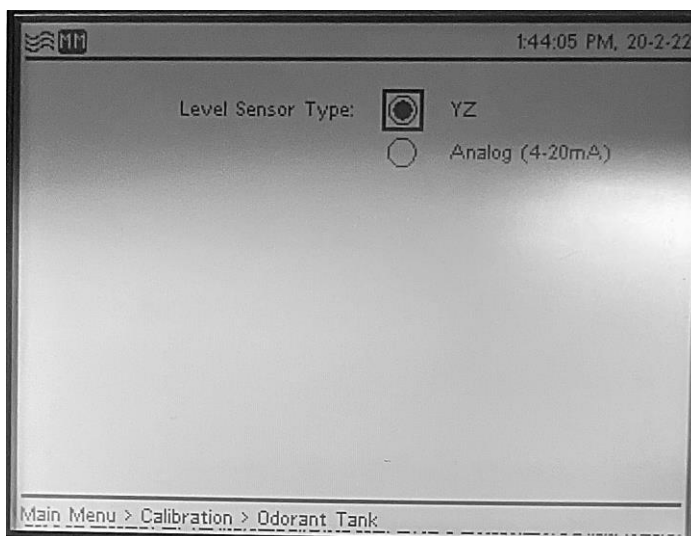 MM 1:44:05 PM, 20-2-22
Level Sensor Type: YZ
Analog (4-20mA)
Main Menu > Calibration > Odorant Tank